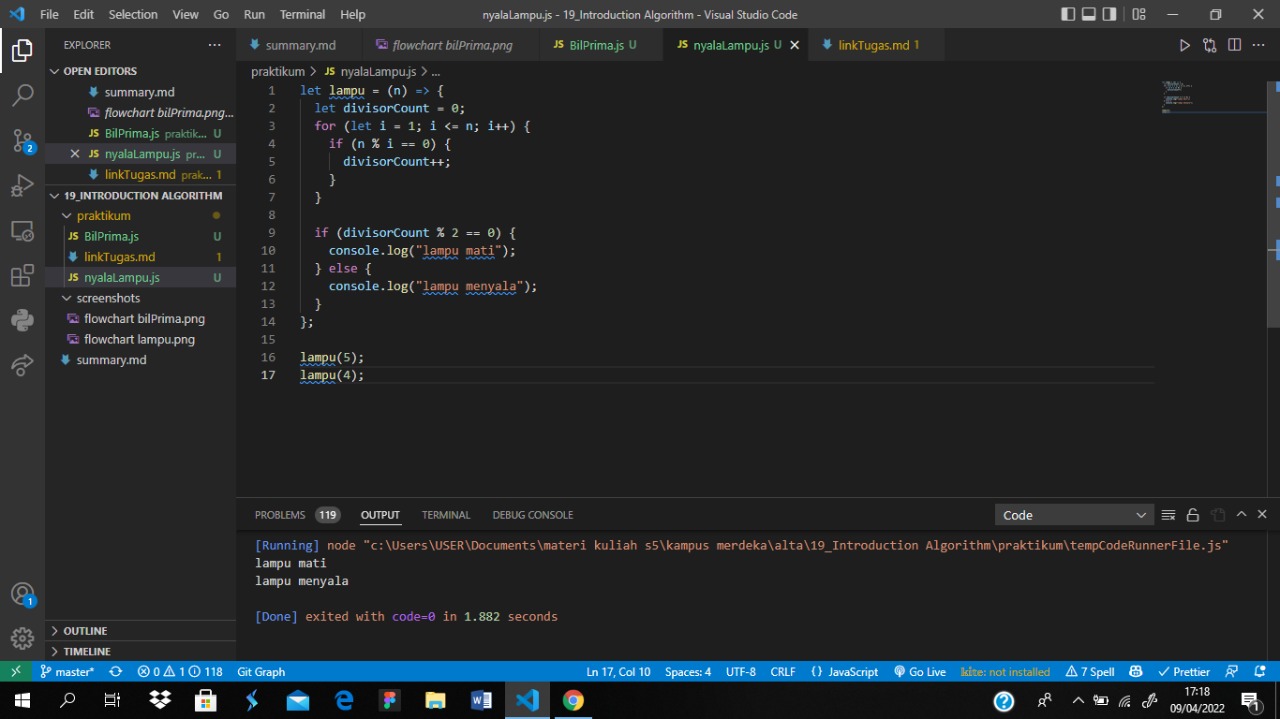 File Edit Selection View Go Run Terminal Help nyalaLampu.js - 19_Introduction Algorithm - Visual Studio Code
EXPLORER ...
OPEN EDITORS
summary.md
flowchart bilPrima.png...
JS BilPrima.js praktik... U
JS nyalaLampu.js pr... U
linkTugas.md prak... 1
19_INTRODUCTION ALGORITHM
praktikum
JS BilPrima.js U
linkTugas.md 1
JS nyalaLampu.js U
screenshots
flowchart bilPrima.png
flowchart lampu.png
summary.md
OUTLINE
TIMELINE
2
1
summary.md flowchart bilPrima.png JS BilPrima.js U JS nyalaLampu.js U linkTugas.md 1
praktikum > JS nyalaLampu.js > ...
1 let lampu = (n) => {
2 let divisorCount = 0;
3 for (let i = 1; i <= n; i++) {
4 if (n % i == 0) {
5 divisorCount++;
6 }
7 }
8
9 if (divisorCount % 2 == 0) {
10 console.log("lampu mati");
11 } else {
12 console.log("lampu menyala");
13 }
14 };
15
16 lampu(5);
17 lampu(4);
PROBLEMS 119 OUTPUT TERMINAL DEBUG CONSOLE Code
[Running] node "c:\Users\USER\Documents\materi kuliah s5\kampus merdeka\alta\19_Introduction Algorithm\praktikum\tempCodeRunnerFile.js"
lampu mati
lampu menyala
[Done] exited with code=0 in 1.882 seconds
master* 0 1 118 Git Graph Ln 17, Col 10 Spaces: 4 UTF-8 CRLF {} JavaScript Go Live kite: not installed 7 Spell Prettier
17:18
09/04/2022
1